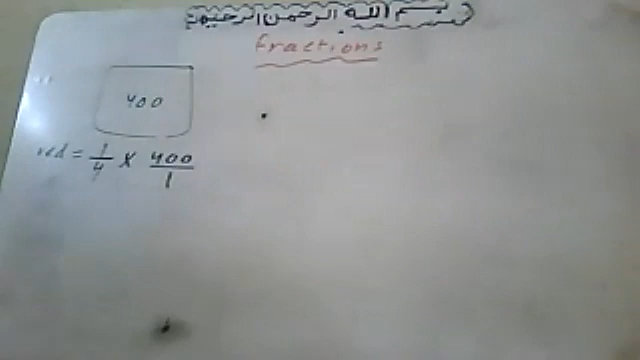 بسم الله الرحمن الرحيم
Fractions
400
red = 1/4 × 400/1